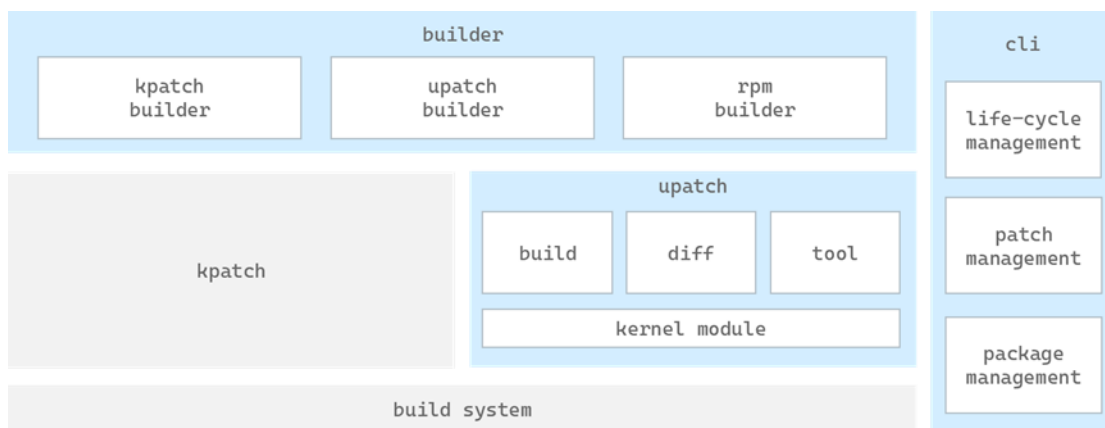 builder
kpatch
builder
upatch
builder
rpm
builder
kpatch
upatch
build
diff
tool
kernel module
build system
cli
life-cycle
management
patch
management
package
management